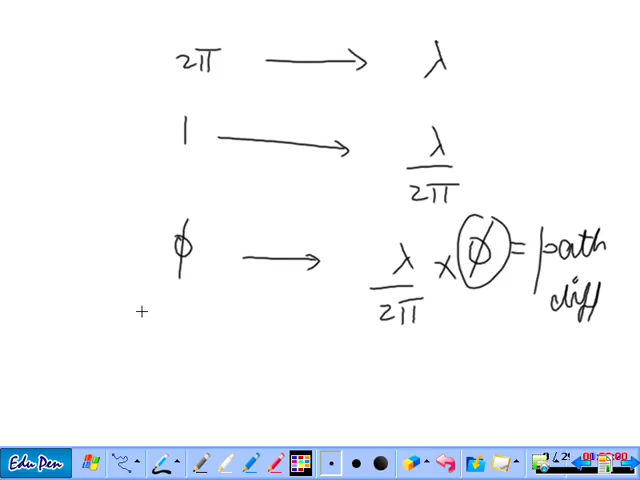 2π → λ
1 → λ/2π
φ → λ/2π × φ = path diff
Edu Pen